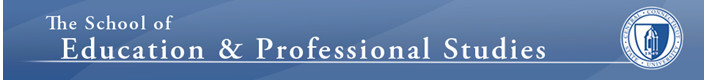 The School of
Education & Professional Studies